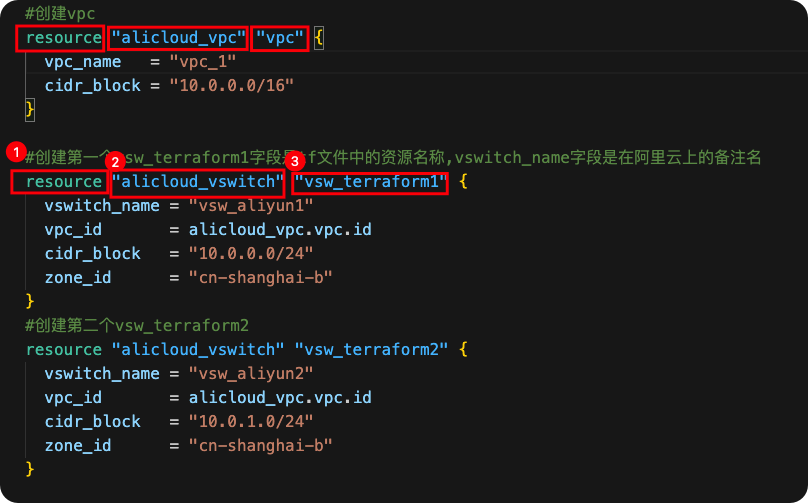 #创建vpc
resource "alicloud_vpc" "vpc" {
  vpc_name   = "vpc_1"
  cidr_block = "10.0.0.0/16"
}
1
2
3
#创建第一个vsw_terraform1字段是tf文件中的资源名称,vswitch_name字段是在阿里云上的备注名
resource "alicloud_vswitch" "vsw_terraform1" {
  vswitch_name = "vsw_aliyun1"
  vpc_id       = alicloud_vpc.vpc.id
  cidr_block   = "10.0.0.0/24"
  zone_id      = "cn-shanghai-b"
}
#创建第二个vsw_terraform2
resource "alicloud_vswitch" "vsw_terraform2" {
  vswitch_name = "vsw_aliyun2"
  vpc_id       = alicloud_vpc.vpc.id
  cidr_block   = "10.0.1.0/24"
  zone_id      = "cn-shanghai-b"
}